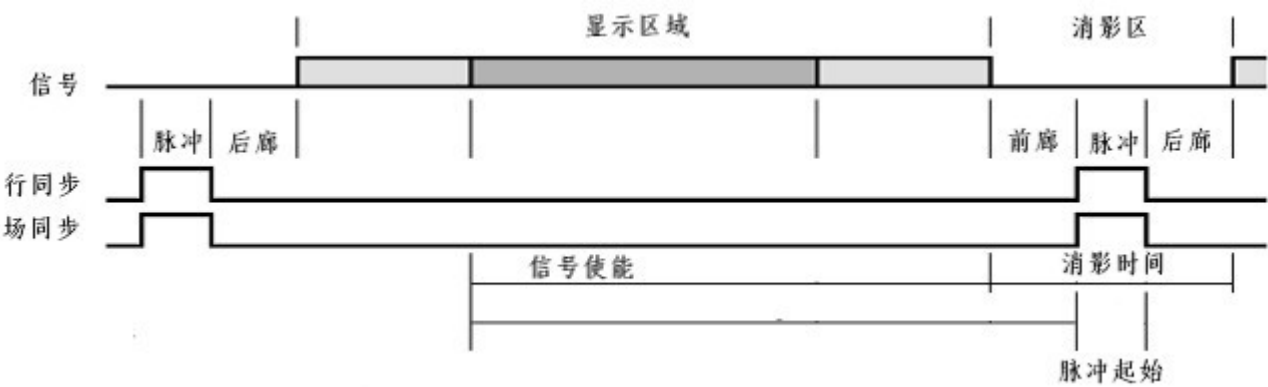 显示区域 消影区
信号
脉冲 后廊 前廊 脉冲 后廊
行同步
场同步
信号使能 消影时间
脉冲起始